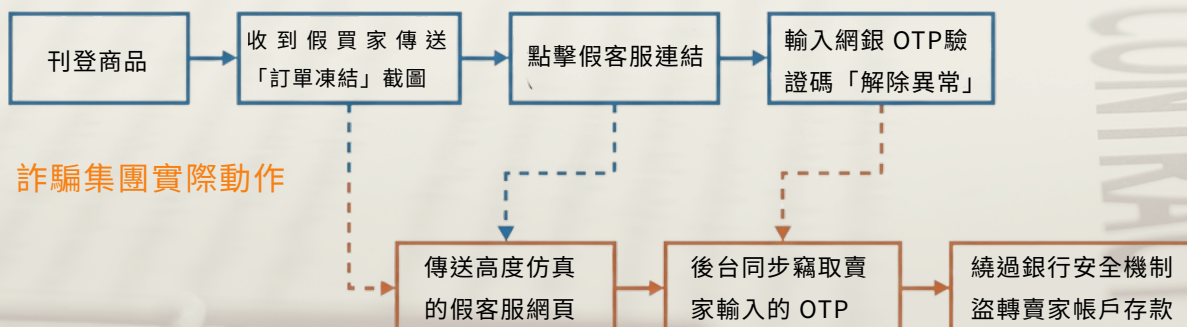 刊登商品
收到假買家傳送
「訂單凍結」截圖
點擊假客服連結
輸入網銀 OTP驗
證碼「解除異常」
詐騙集團實際動作
傳送高度仿真
的假客服網頁
後台同步竊取賣
家輸入的 OTP
繞過銀行安全機制
盜轉賣家帳戶存款